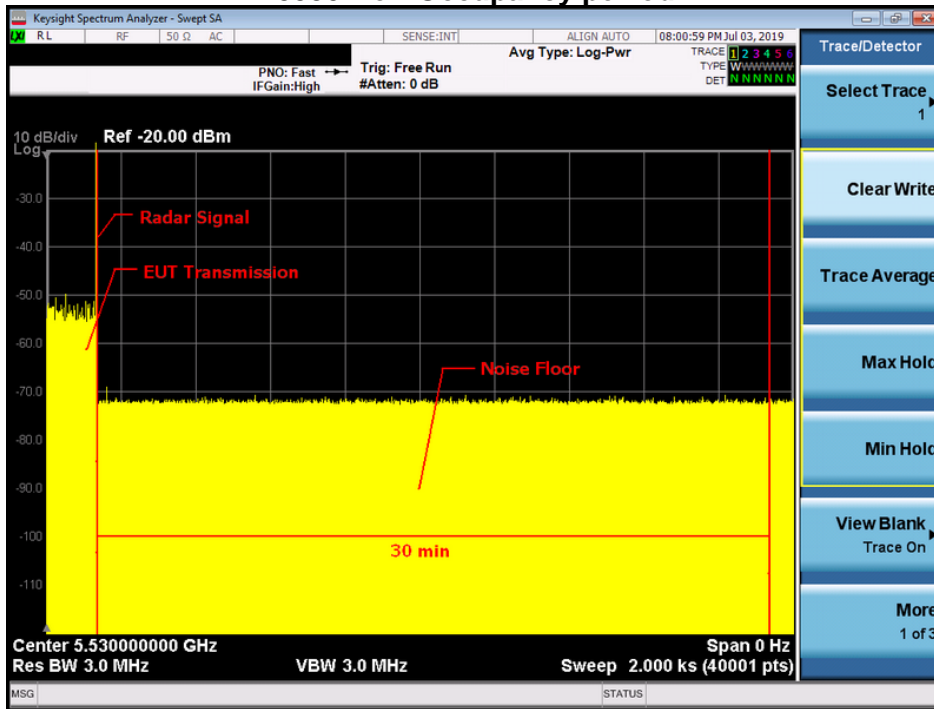 Keysight Spectrum Analyzer - Swept SA
LXI RL RF 50 Ω AC SENSE:INT ALIGN AUTO 08:00:59 PM Jul 03, 2019
Avg Type: Log-Pwr
TRACE 1 2 3 4 5 6
PNO: Fast Trig: Free Run
TYPE WWWWWW
IFGain:High #Atten: 0 dB
DET N N N N N N
10 dB/div Ref -20.00 dBm
Log
-30.0
-40.0
-50.0
-60.0
-70.0
-80.0
-90.0
-100
-110
Radar Signal
EUT Transmission
Noise Floor
30 min
Center 5.530000000 GHz Span 0 Hz
Res BW 3.0 MHz VBW 3.0 MHz Sweep 2.000 ks (40001 pts)
MSG STATUS
Trace/Detector
Select Trace
1
Clear Write
Trace Average
Max Hold
Min Hold
View Blank
Trace On
More
1 of 3